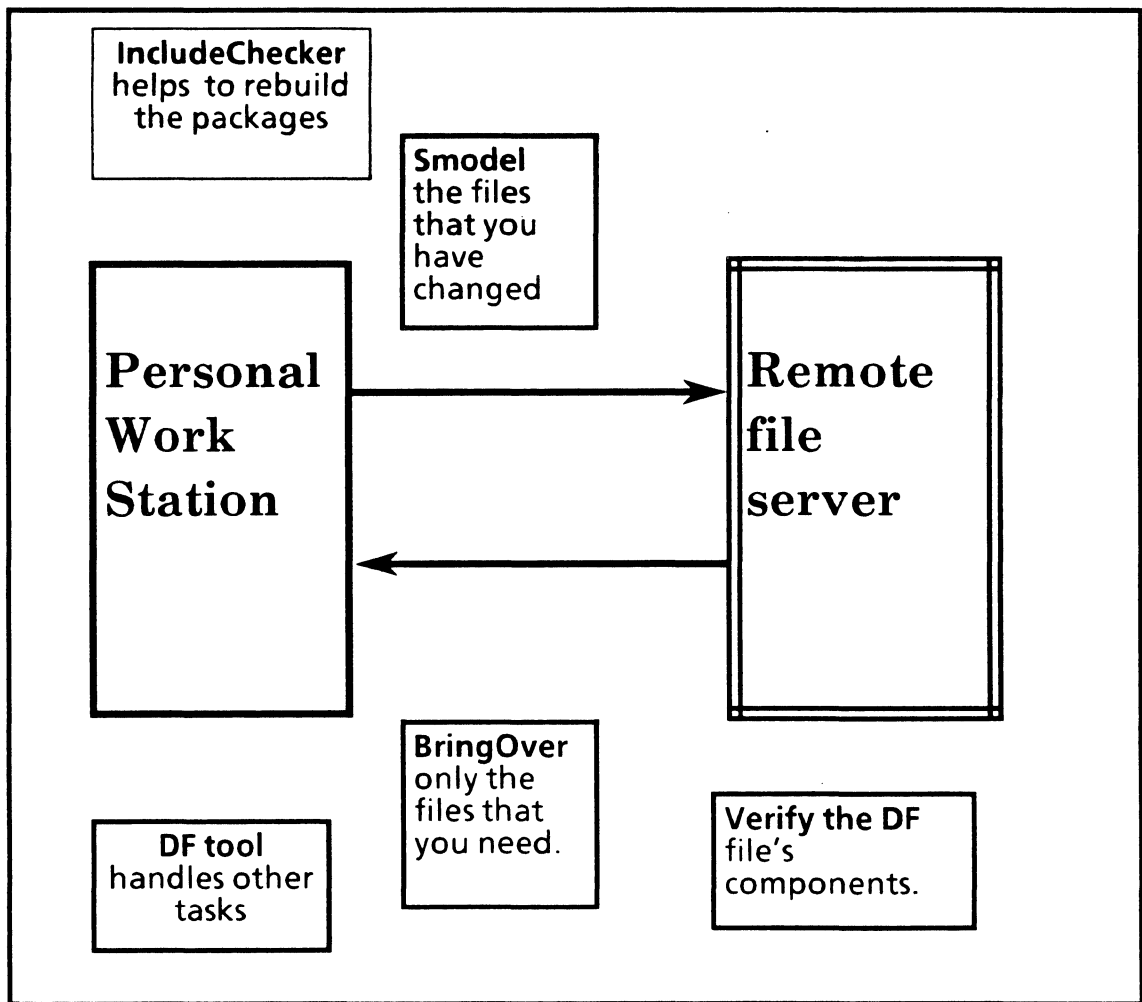 IncludeChecker
helps to rebuild
the packages
Smodel
the files
that you
have
changed
Personal
Work
Station
Remote
file
server
BringOver
only the
files that
you need.
DF tool
handles other
tasks
Verify the DF
file's
components.